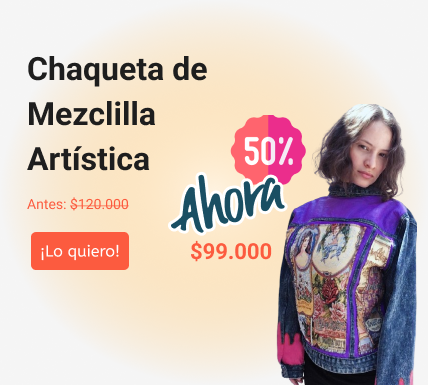 Chaqueta de
Mezclilla
Artística
50%
Antes: $120.000
Ahora
¡Lo quiero!
$99.000